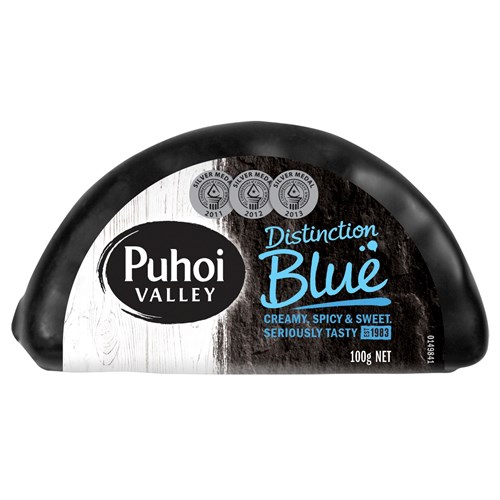 SILVER MEDAL SILVER MEDAL SILVER MEDAL
2011 2012 2013
Puhoi
VALLEY
Distinction
Blue
CREAMY, SPICY & SWEET.
SERIOUSLY TASTY EST 1983
100g NET
0149841